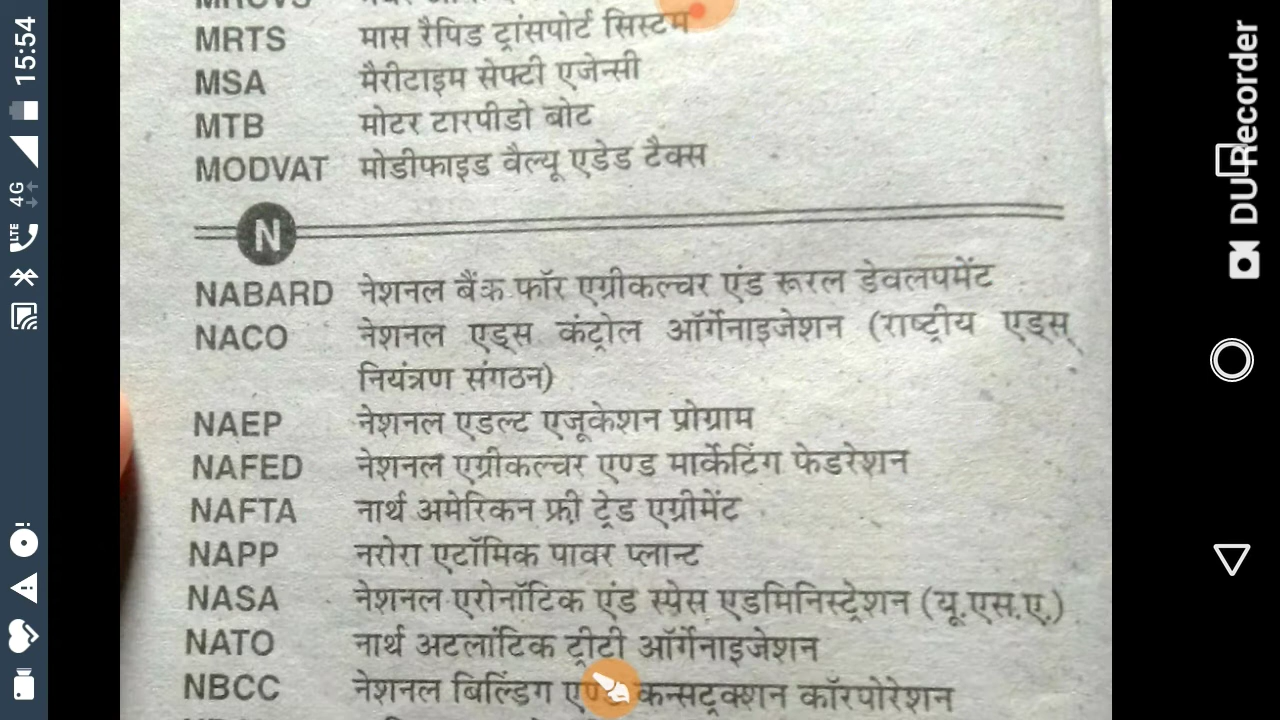 MRTS मास रैपिड ट्रांसपोर्ट सिस्टम
MSA मैरीटाइम सेफ्टी एजेन्सी
MTB मोटर टारपीडो बोट
MODVAT मोडीफाइड वैल्यू एडेड टैक्स
N
NABARD नेशनल बैंक फॉर एग्रीकल्चर एंड रूरल डेवलपमेंट
NACO नेशनल एड्स कंट्रोल ऑर्गेनाइजेशन (राष्ट्रीय एड्स
नियंत्रण संगठन)
NAEP नेशनल एडल्ट एजूकेशन प्रोग्राम
NAFED नेशनल एग्रीकल्चर एण्ड मार्केटिंग फेडरेशन
NAFTA नार्थ अमेरिकन फ्री ट्रेड एग्रीमेंट
NAPP नरोरा एटॉमिक पावर प्लान्ट
NASA नेशनल एरोनॉटिक एंड स्पेस एडमिनिस्ट्रेशन (यू.एस.ए.)
NATO नार्थ अटलांटिक ट्रीटी ऑर्गेनाइजेशन
NBCC नेशनल बिल्डिंग एण्ड कन्सट्रक्शन कॉरपोरेशन
15:54
4G
LTE
DU Recorder